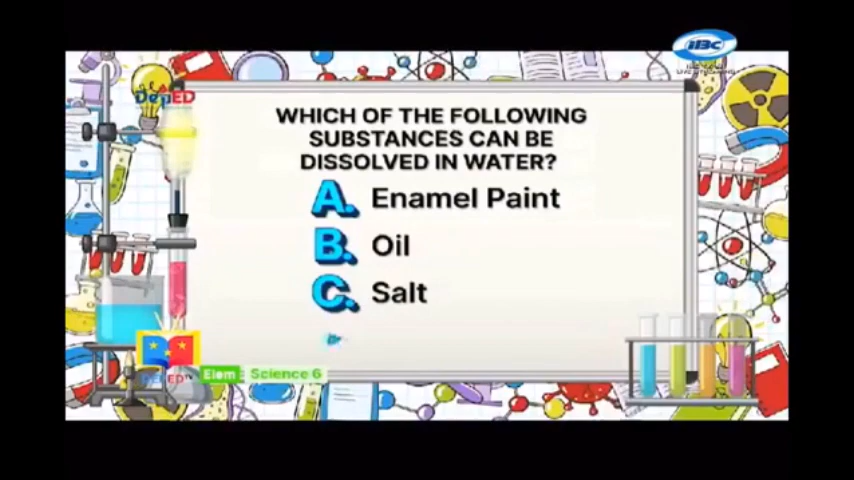 iBC
DepED
WHICH OF THE FOLLOWING
SUBSTANCES CAN BE
DISSOLVED IN WATER?
A. Enamel Paint
B. Oil
C. Salt
Elem
Science 6